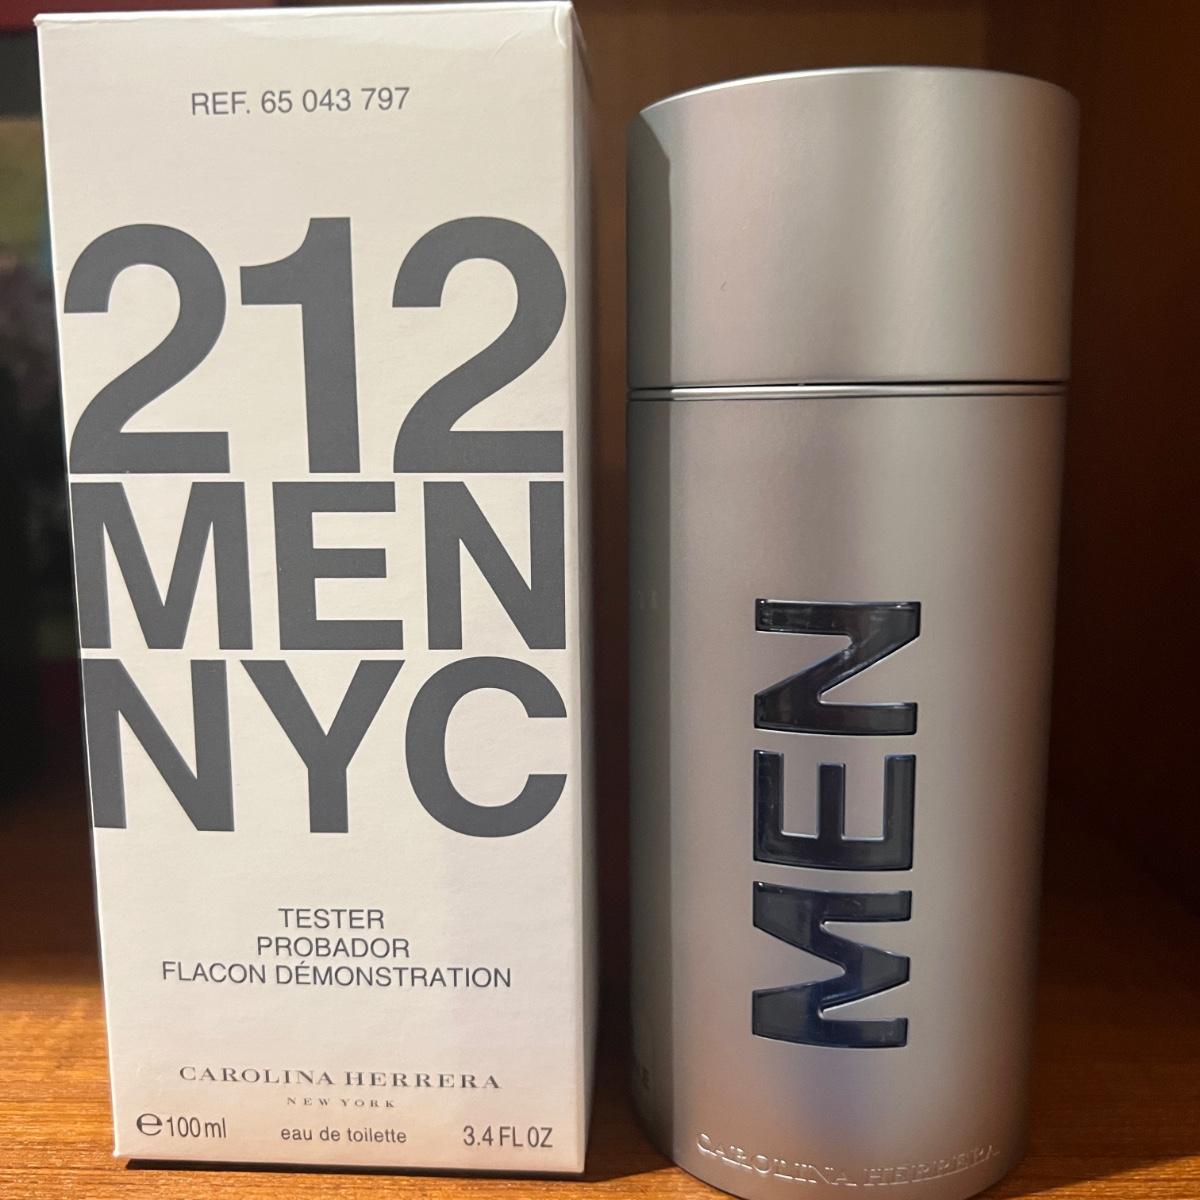 REF. 65 043 797
212
MEN
NYC
TESTER
PROBADOR
FLACON DÉMONSTRATION
CAROLINA HERRERA
NEW YORK
e100ml
eau de toilette
3.4 FL OZ
MEN
CAROLINA HERRERA